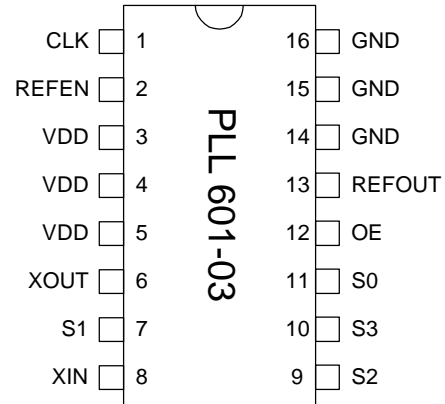 CLK 1 16 GND
REFEN 2 15 GND
VDD 3 14 GND
VDD 4 13 REFOUT
VDD 5 12 OE
XOUT 6 11 S0
S1 7 10 S3
XIN 8 9 S2
PLL 601-03